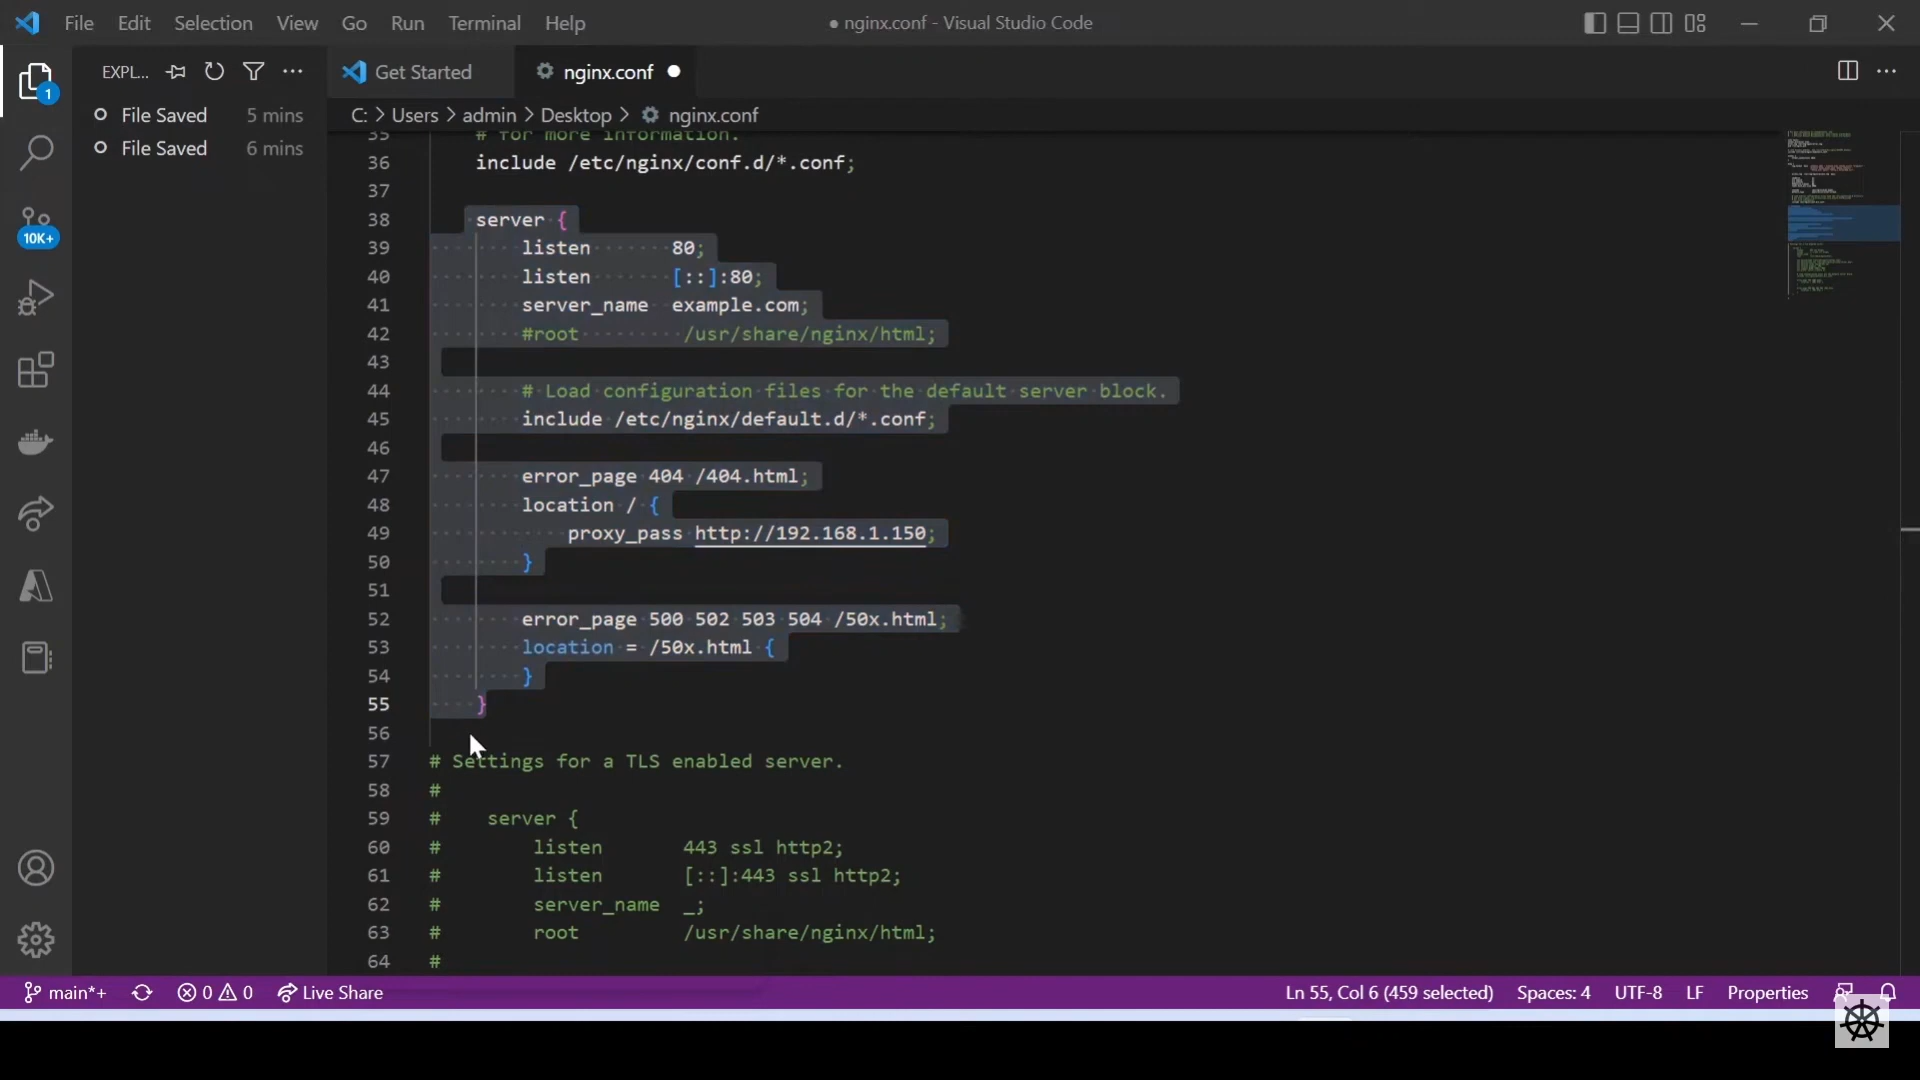 File Edit Selection View Go Run Terminal Help
● nginx.conf - Visual Studio Code
EXPL...
Get Started
nginx.conf ●
1
File Saved 5 mins
File Saved 6 mins
10K+
C: > Users > admin > Desktop > nginx.conf
35 # for more information.
36 include /etc/nginx/conf.d/*.conf;
37
38 server {
39 listen 80;
40 listen [::]:80;
41 server_name example.com;
42 #root /usr/share/nginx/html;
43
44 # Load configuration files for the default server block.
45 include /etc/nginx/default.d/*.conf;
46
47 error_page 404 /404.html;
48 location / {
49 proxy_pass http://192.168.1.150;
50 }
51
52 error_page 500 502 503 504 /50x.html;
53 location = /50x.html {
54 }
55 }
56
57 # Settings for a TLS enabled server.
58 #
59 # server {
60 # listen 443 ssl http2;
61 # listen [::]:443 ssl http2;
62 # server_name _;
63 # root /usr/share/nginx/html;
64 #
main*+ 0 0 Live Share
Ln 55, Col 6 (459 selected) Spaces: 4 UTF-8 LF Properties